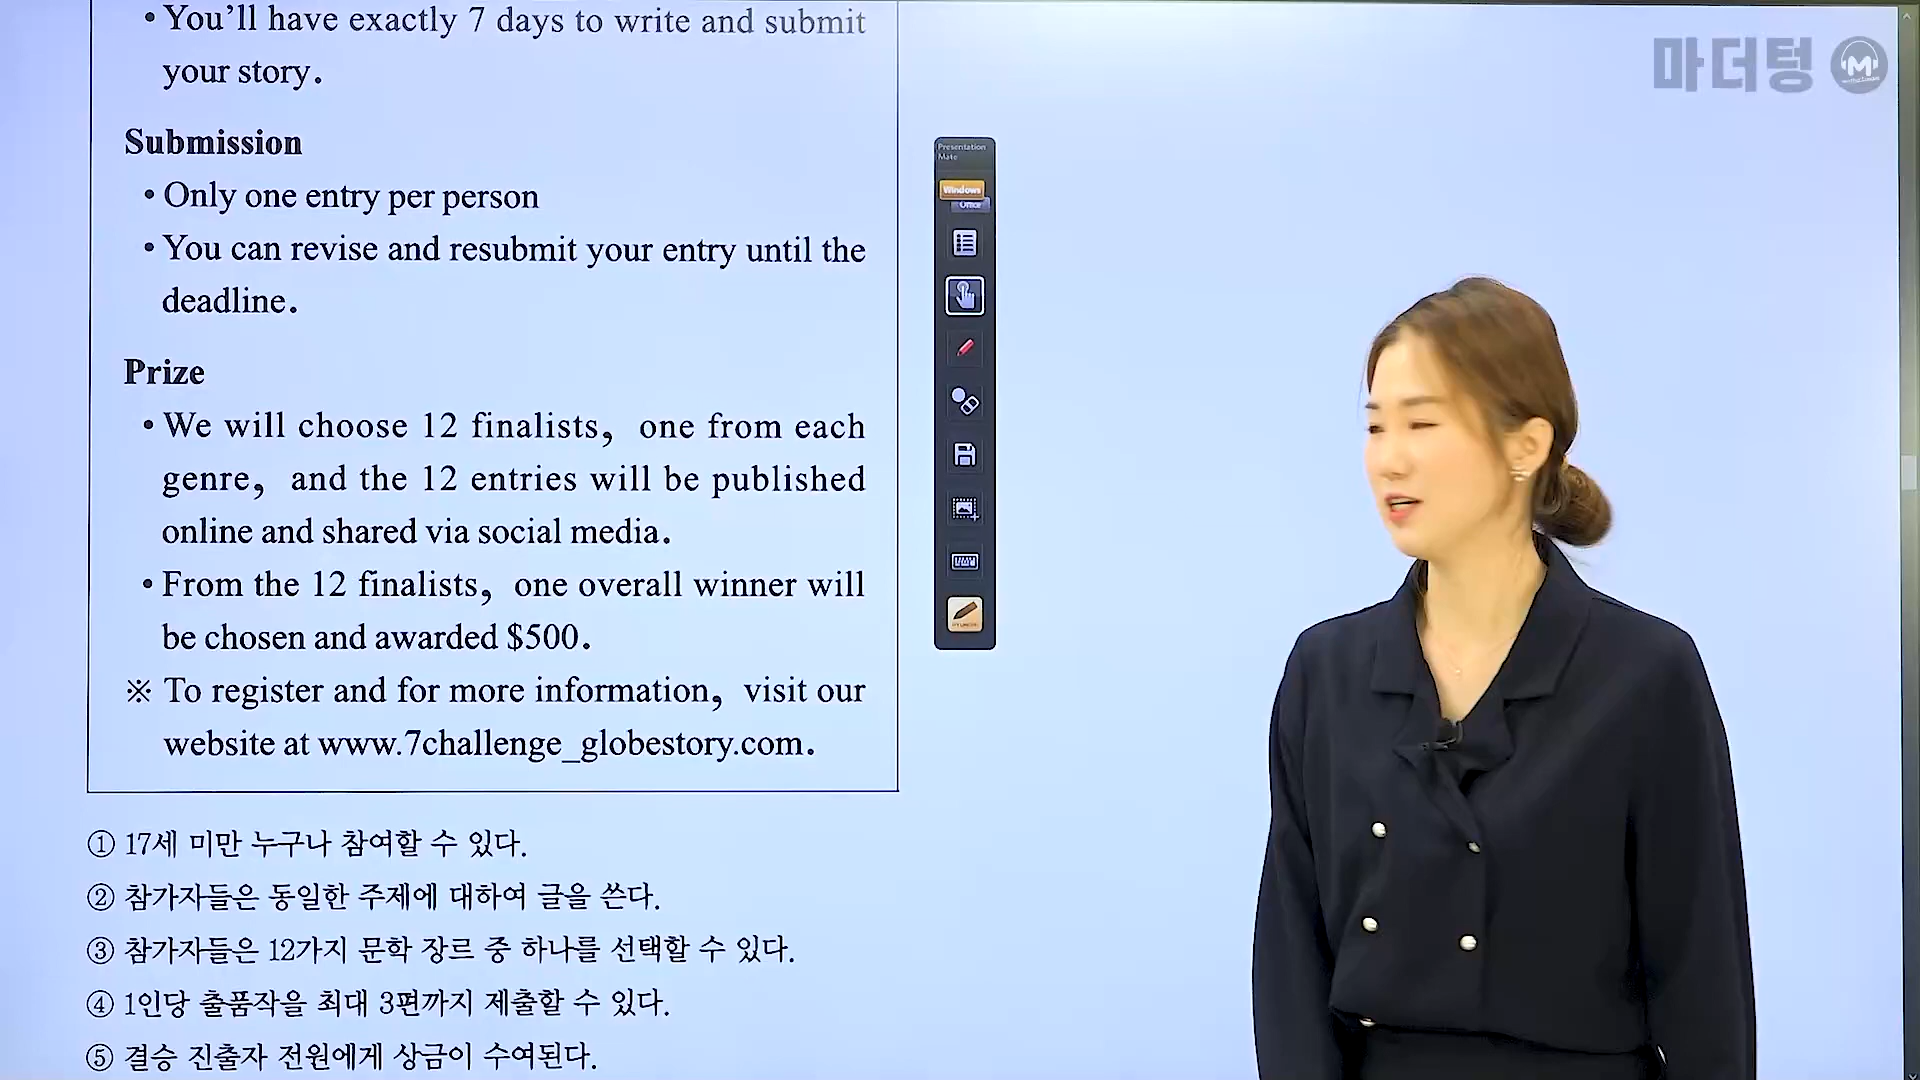 • You’ll have exactly 7 days to write and submit
your story.
Submission
• Only one entry per person
• You can revise and resubmit your entry until the
deadline.
Prize
• We will choose 12 finalists, one from each
genre, and the 12 entries will be published
online and shared via social media.
• From the 12 finalists, one overall winner will
be chosen and awarded $500.
※ To register and for more information, visit our
website at www.7challenge_globestory.com.
① 17세 미만 누구나 참여할 수 있다.
② 참가자들은 동일한 주제에 대하여 글을 쓴다.
③ 참가자들은 12가지 문학 장르 중 하나를 선택할 수 있다.
④ 1인당 출품작을 최대 3편까지 제출할 수 있다.
⑤ 결승 진출자 전원에게 상금이 수여된다.
Presentation
Mate
Windows
Office
마더텅 M